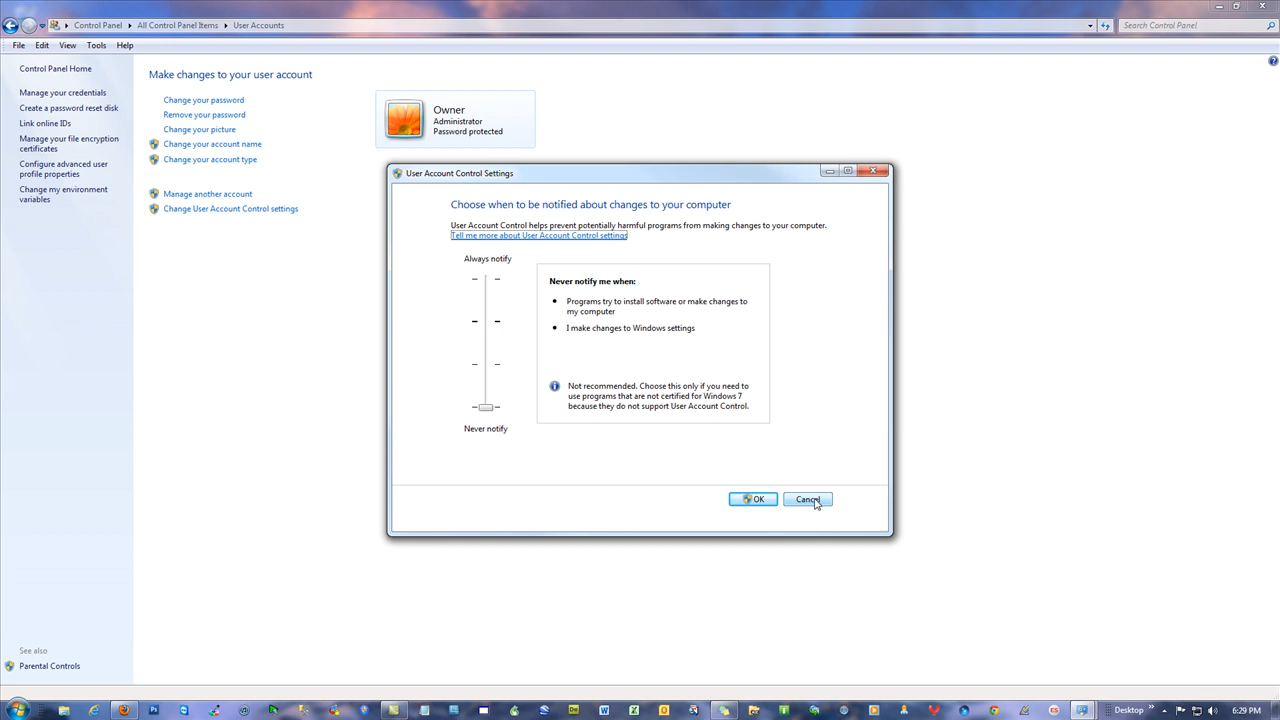 Control Panel
All Control Panel Items
User Accounts
Search Control Panel
File
Edit
View
Tools
Help
Control Panel Home
Manage your credentials
Create a password reset disk
Link online IDs
Manage your file encryption
certificates
Configure advanced user
profile properties
Change my environment
variables
See also
Parental Controls
Make changes to your user account
Change your password
Remove your password
Change your picture
Change your account name
Change your account type
Manage another account
Change User Account Control settings
Owner
Administrator
Password protected
User Account Control Settings
Choose when to be notified about changes to your computer
User Account Control helps prevent potentially harmful programs from making changes to your computer.
Tell me more about User Account Control settings
Always notify
Never notify me when:
Programs try to install software or make changes to
my computer
I make changes to Windows settings
Not recommended. Choose this only if you need to
use programs that are not certified for Windows 7
because they do not support User Account Control.
Never notify
OK
Cancel
Desktop
6:29 PM